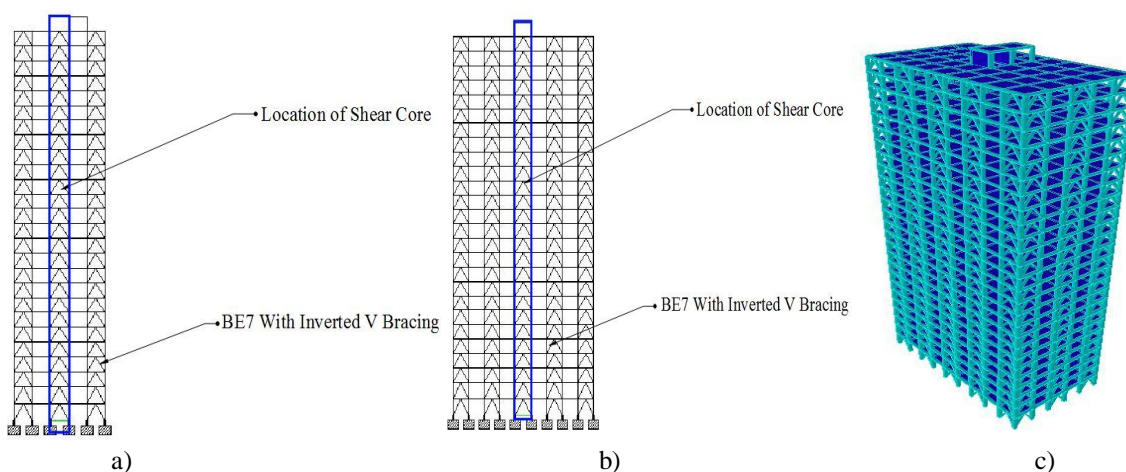 Location of Shear Core
BE7 With Inverted V Bracing
Location of Shear Core
BE7 With Inverted V Bracing
a)
b)
c)